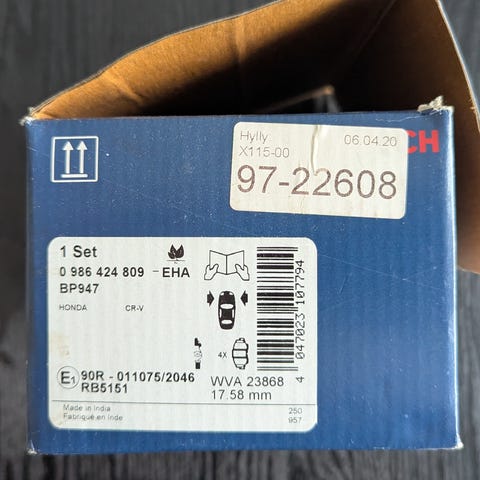 CH
Hylly:
06.04.20
X115-00
97-22608
1 Set
0 986 424 809 - EHA
BP947
HONDA CR-V
4X
4 047023 107794
E1 90R - 011075/2046
RB5151
WVA 23868
17.58 mm
Made in India
Fabriqué en Inde
250
957